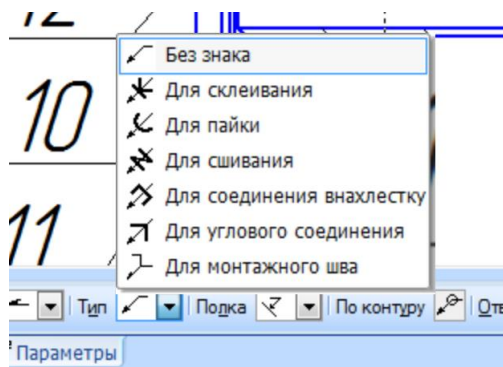 12
Без знака
Для склеивания
10
Для пайки
Для сшивания
Для соединения внахлестку
11
Для углового соединения
Для монтажного шва
Тип
Полка
По контуру
Отв
Параметры